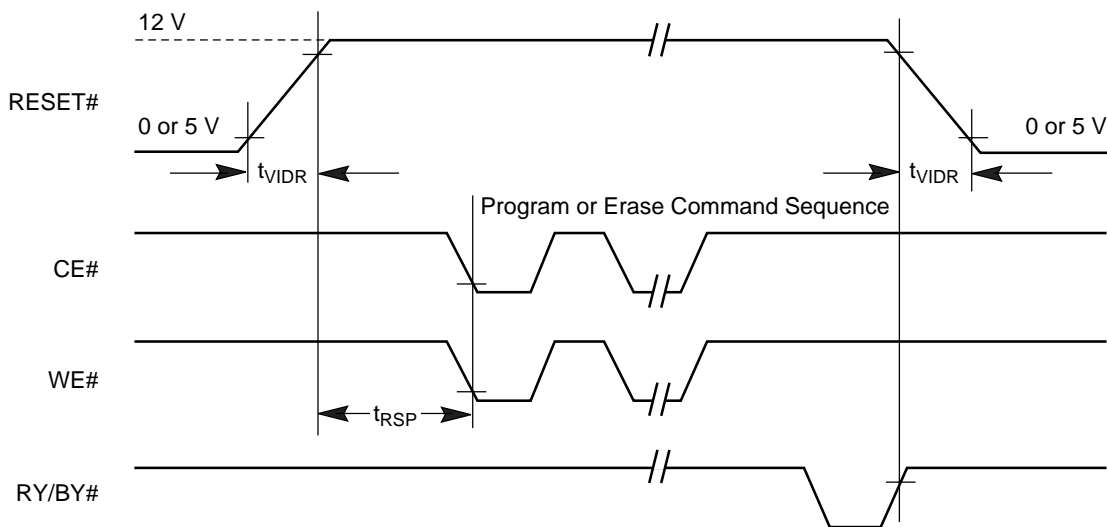 12 V
RESET#
0 or 5 V
0 or 5 V
tVIDR
tVIDR
Program or Erase Command Sequence
CE#
WE#
tRSP
RY/BY#